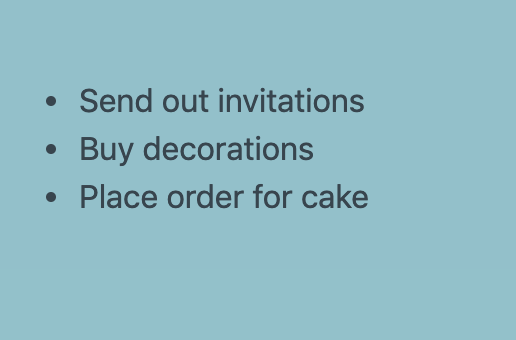 • Send out invitations
• Buy decorations
• Place order for cake